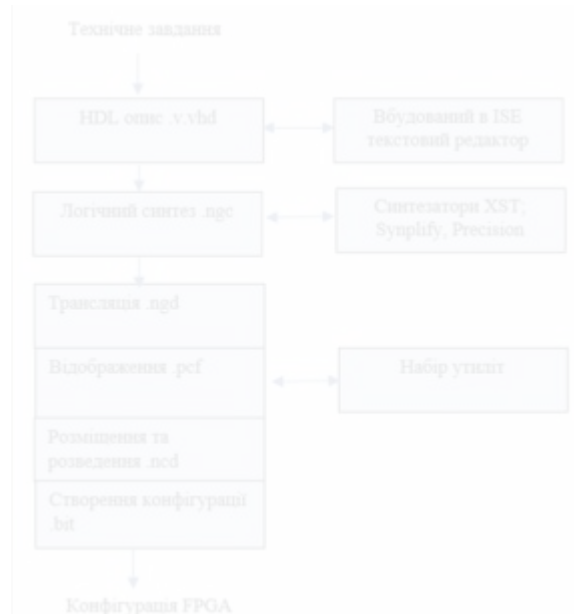 Технічне завдання
HDL опис .v.vhd
Вбудований в ISE
текстовий редактор
Логічний синтез .ngc
Синтезатори XST;
Synplify, Precision
Трансляція .ngd
Відображення .pcf
Набір утиліт
Розміщення та
розведення .ncd
Створення конфігурації
.bit
Конфігурація FPGA